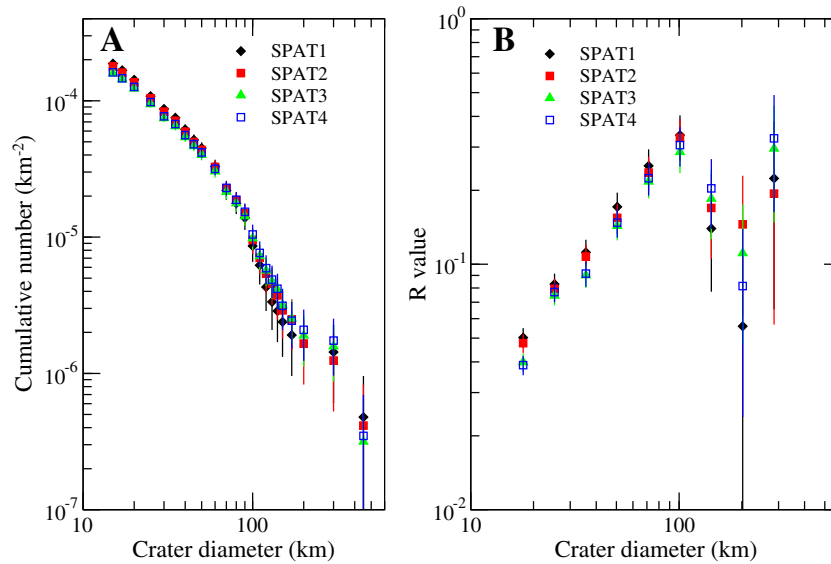 A
SPAT1
SPAT2
SPAT3
SPAT4
10^-4
10^-5
10^-6
10^-7
Cumulative number (km^-2)
10
100
Crater diameter (km)
B
SPAT1
SPAT2
SPAT3
SPAT4
10^0
10^-1
10^-2
R value
10
100
Crater diameter (km)